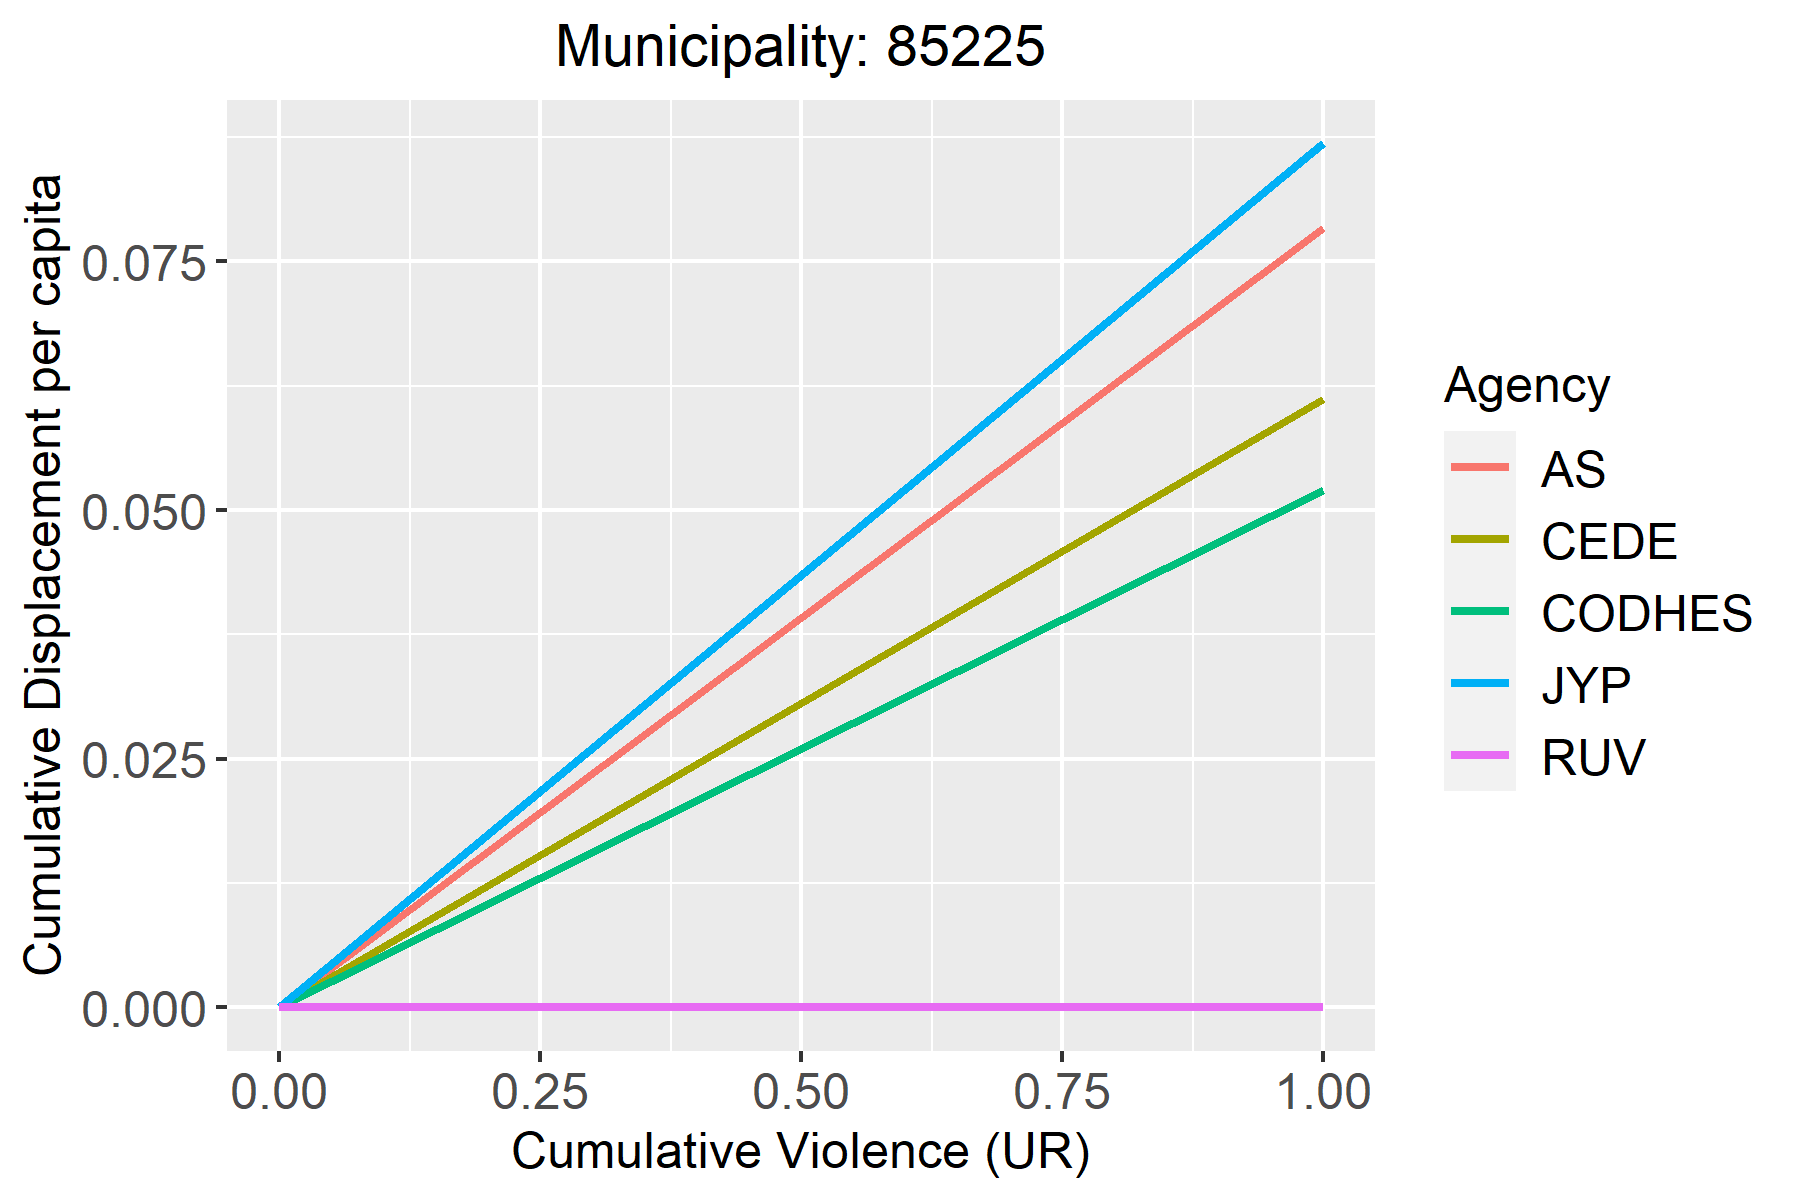 Municipality: 85225
Cumulative Displacement per capita
0.075
0.050
0.025
0.000
0.00 0.25 0.50 0.75 1.00
Cumulative Violence (UR)
Agency
AS
CEDE
CODHES
JYP
RUV